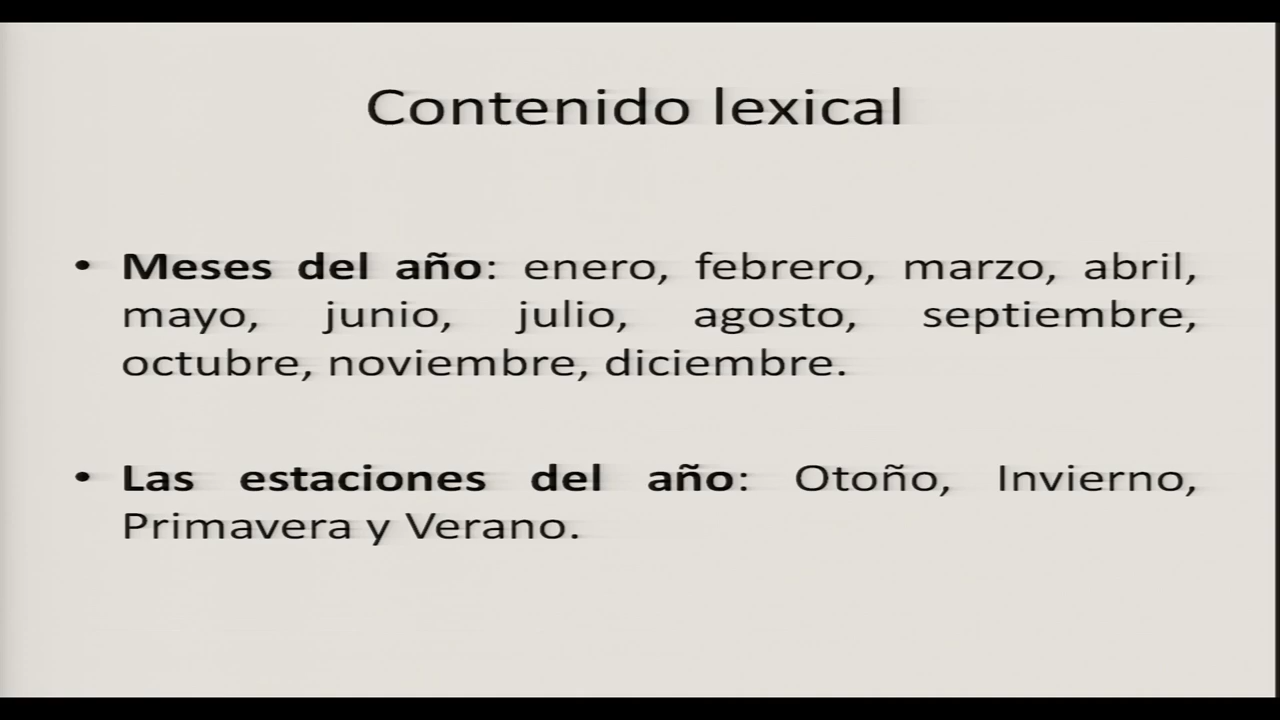 Contenido lexical
• Meses del año: enero, febrero, marzo, abril,
mayo, junio, julio, agosto, septiembre,
octubre, noviembre, diciembre.
• Las estaciones del año: Otoño, Invierno,
Primavera y Verano.